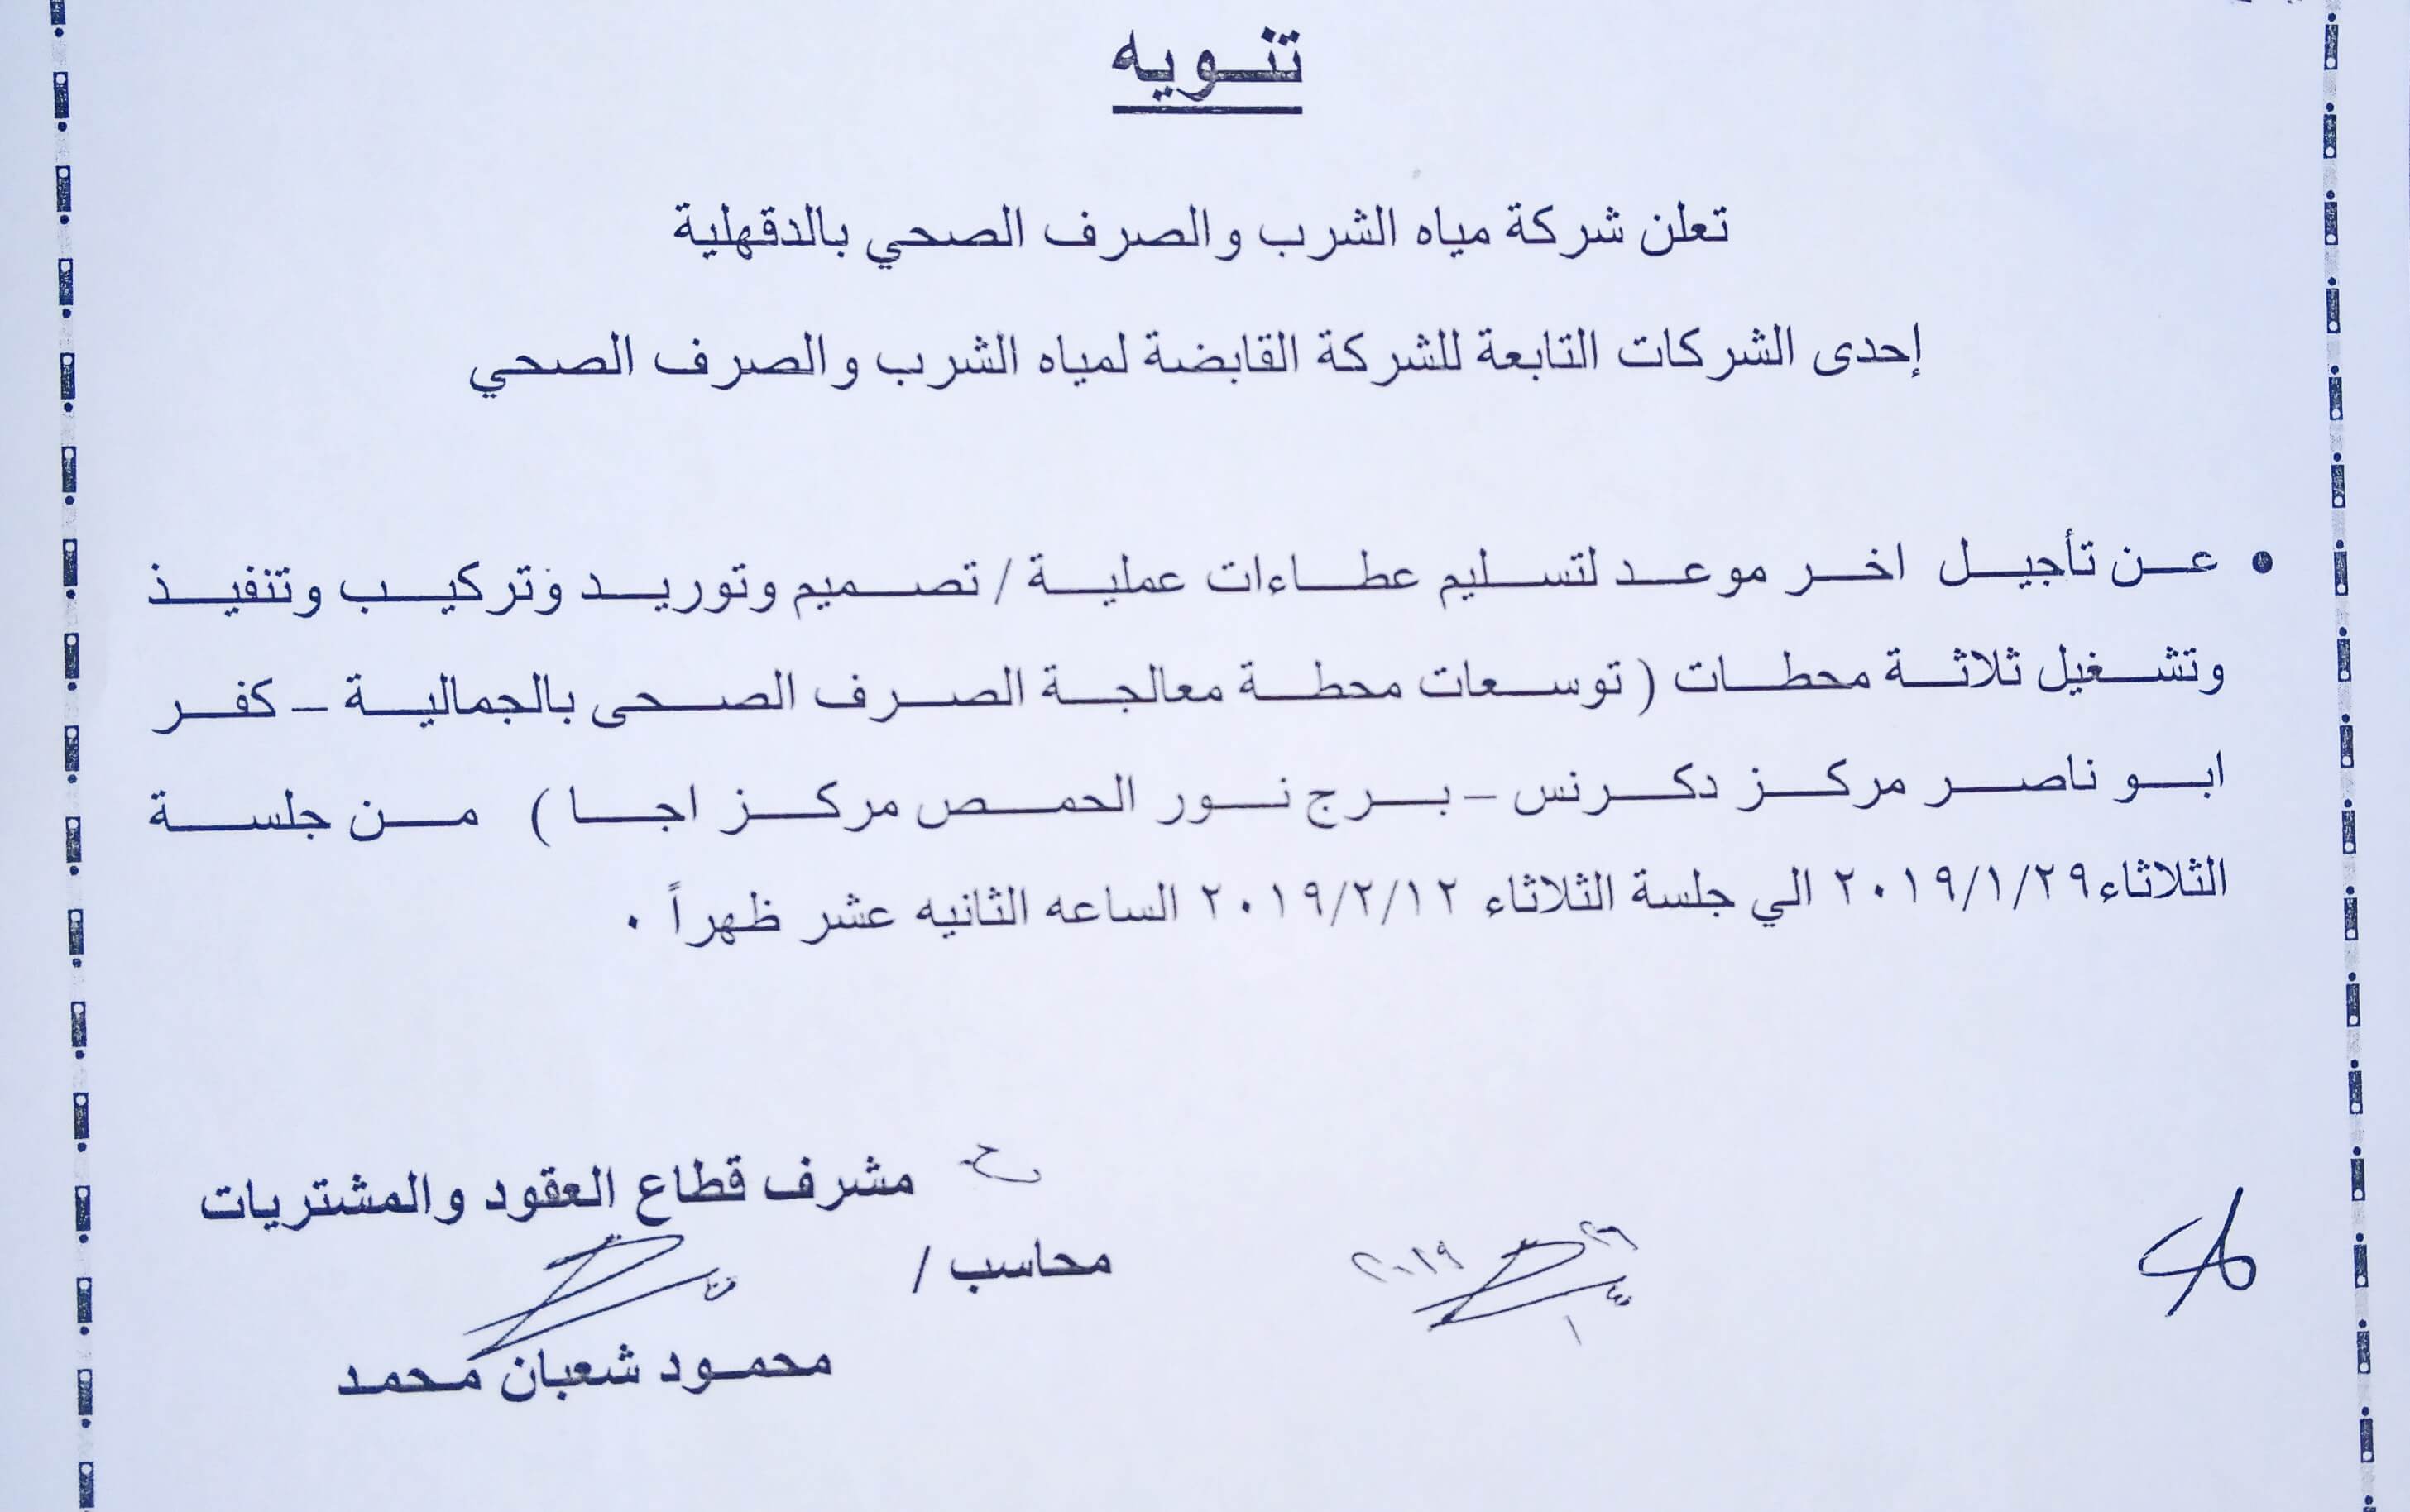 تنويه
تعلن شركة مياه الشرب والصرف الصحي بالدقهلية
إحدى الشركات التابعة للشركة القابضة لمياه الشرب والصرف الصحي
• عن تأجيل اخر موعد لتسليم عطاءات عملية / تصميم وتوريد وتركيب وتنفيذ
وتشغيل ثلاثة محطات ( توسعات محطة معالجة الصرف الصحى بالجمالية – كفر
ابو ناصر مركز دكرنس – برج نور الحمص مركز اجا ) من جلسة
الثلاثاء٢٠١٩/١/٢٩ الي جلسة الثلاثاء ٢٠١٩/٢/١٢ الساعه الثانيه عشر ظهراً .
مشرف قطاع العقود والمشتريات
محاسب /
٢٠١٩
محمود شعبان محمد